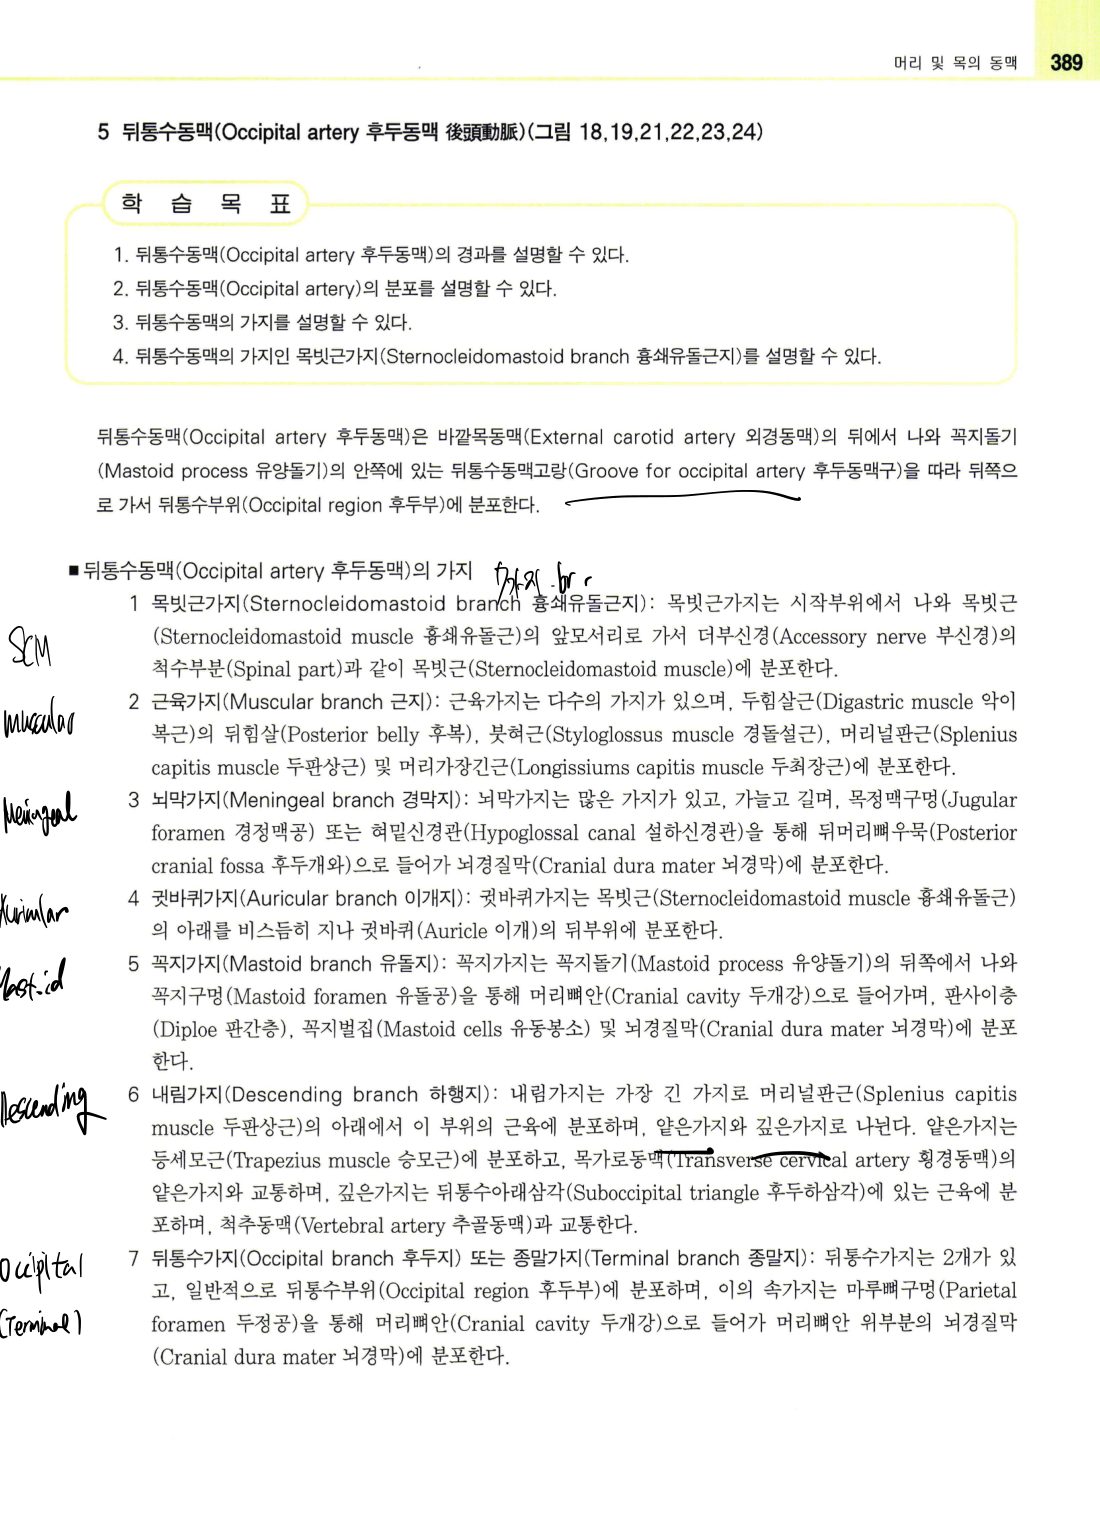 머리 및 목의 동맥 389
5 뒤통수동맥(Occipital artery 후두동맥 後頭動脈)(그림 18,19,21,22,23,24)
학 습 목 표
1. 뒤통수동맥(Occipital artery 후두동맥)의 경과를 설명할 수 있다.
2. 뒤통수동맥(Occipital artery)의 분포를 설명할 수 있다.
3. 뒤통수동맥의 가지를 설명할 수 있다.
4. 뒤통수동맥의 가지인 목빗근가지(Sternocleidomastoid branch 흉쇄유돌근지)를 설명할 수 있다.
뒤통수동맥(Occipital artery 후두동맥)은 바깥목동맥(External carotid artery 외경동맥)의 뒤에서 나와 꼭지돌기
(Mastoid process 유양돌기)의 안쪽에 있는 뒤통수동맥고랑(Groove for occipital artery 후두동맥구)을 따라 뒤쪽으
로 가서 뒤통수부위(Occipital region 후두부)에 분포한다.
■ 뒤통수동맥(Occipital artery 후두동맥)의 가지
7가지 br.
1 목빗근가지(Sternocleidomastoid branch 흉쇄유돌근지): 목빗근가지는 시작부위에서 나와 목빗근
SCM
(Sternocleidomastoid muscle 흉쇄유돌근)의 앞모서리로 가서 더부신경(Accessory nerve 부신경)의
척수부분(Spinal part)과 같이 목빗근(Sternocleidomastoid muscle)에 분포한다.
2 근육가지(Muscular branch 근지): 근육가지는 다수의 가지가 있으며, 두힘살근(Digastric muscle 악이
muscular
복근)의 뒤힘살(Posterior belly 후복), 붓혀근(Styloglossus muscle 경돌설근), 머리널판근(Splenius
capitis muscle 두판상근) 및 머리가장긴근(Longissiums capitis muscle 두최장근)에 분포한다.
3 뇌막가지(Meningeal branch 경막지): 뇌막가지는 많은 가지가 있고, 가늘고 길며, 목정맥구멍(Jugular
Meningeal
foramen 경정맥공) 또는 혀밑신경관(Hypoglossal canal 설하신경관)을 통해 뒤머리뼈우묵(Posterior
cranial fossa 후두개와)으로 들어가 뇌경질막(Cranial dura mater 뇌경막)에 분포한다.
4 귓바퀴가지(Auricular branch 이개지): 귓바퀴가지는 목빗근(Sternocleidomastoid muscle 흉쇄유돌근)
Auricular
의 아래를 비스듬히 지나 귓바퀴(Auricle 이개)의 뒤부위에 분포한다.
5 꼭지가지(Mastoid branch 유돌지): 꼭지가지는 꼭지돌기(Mastoid process 유양돌기)의 뒤쪽에서 나와
Mastoid
꼭지구멍(Mastoid foramen 유돌공)을 통해 머리뼈안(Cranial cavity 두개강)으로 들어가며, 판사이층
(Diploe 판간층), 꼭지벌집(Mastoid cells 유동봉소) 및 뇌경질막(Cranial dura mater 뇌경막)에 분포
한다.
6 내림가지(Descending branch 하행지): 내림가지는 가장 긴 가지로 머리널판근(Splenius capitis
Descending
muscle 두판상근)의 아래에서 이 부위의 근육에 분포하며, 얕은가지와 깊은가지로 나뉜다. 얕은가지는
등세모근(Trapezius muscle 승모근)에 분포하고, 목가로동맥(Transverse cervical artery 횡경동맥)의
얕은가지와 교통하며, 깊은가지는 뒤통수아래삼각(Suboccipital triangle 후두하삼각)에 있는 근육에 분
포하며, 척추동맥(Vertebral artery 추골동맥)과 교통한다.
7 뒤통수가지(Occipital branch 후두지) 또는 종말가지(Terminal branch 종말지): 뒤통수가지는 2개가 있
Occipital
고, 일반적으로 뒤통수부위(Occipital region 후두부)에 분포하며, 이의 속가지는 마루뼈구멍(Parietal
(Terminal)
foramen 두정공)을 통해 머리뼈안(Cranial cavity 두개강)으로 들어가 머리뼈안 위부분의 뇌경질막
(Cranial dura mater 뇌경막)에 분포한다.